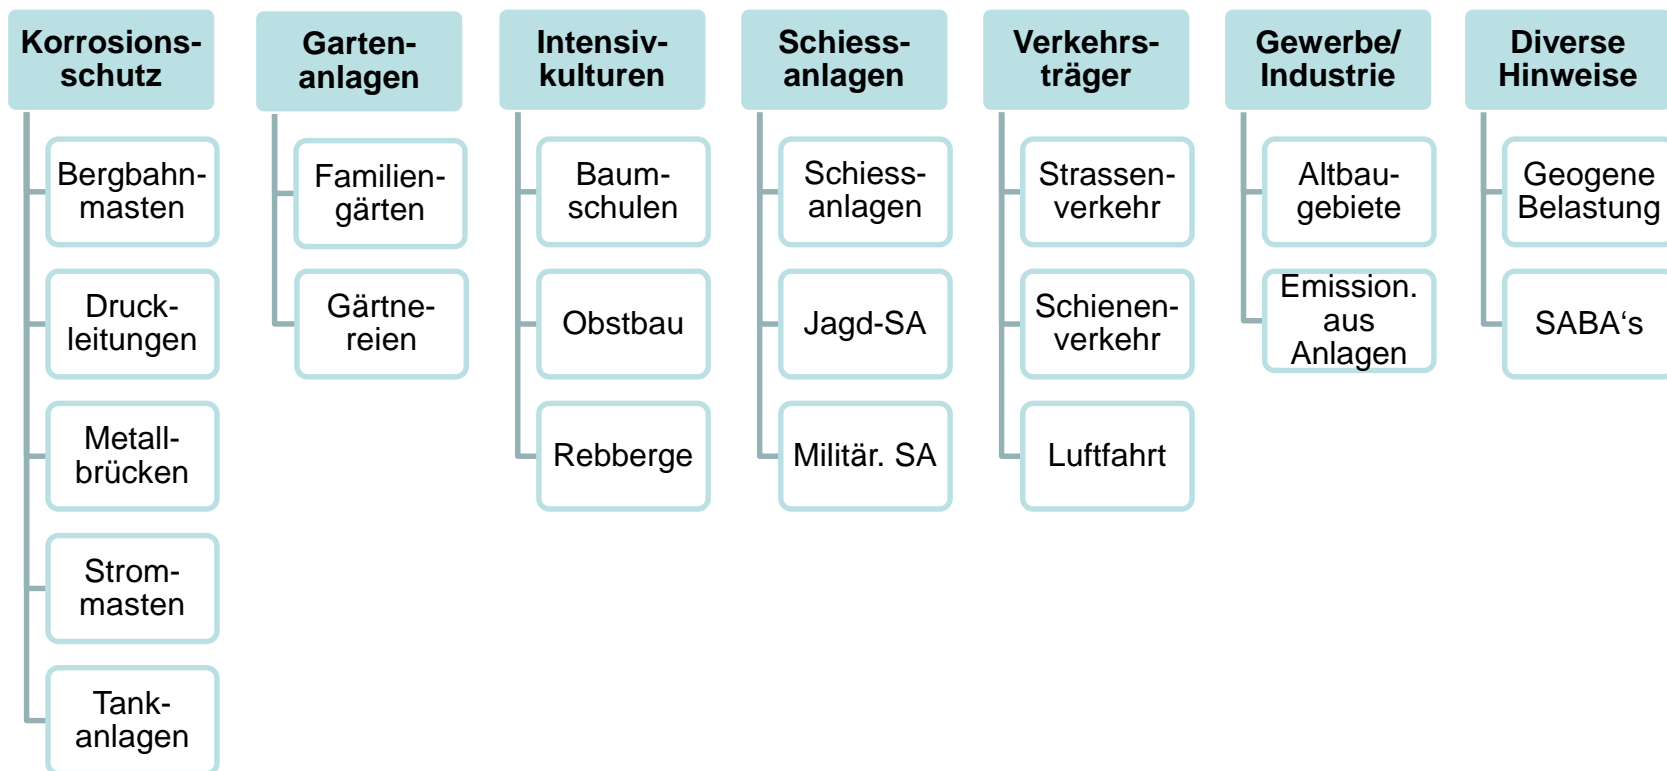 Korrosions-
schutz
Bergbahn-
masten
Druck-
leitungen
Metall-
brücken
Strom-
masten
Tank-
anlagen
Garten-
anlagen
Familien-
gärten
Gärtne-
reien
Intensiv-
kulturen
Baum-
schulen
Obstbau
Rebberge
Schiess-
anlagen
Schiess-
anlagen
Jagd-SA
Militär. SA
Verkehrs-
träger
Strassen-
verkehr
Schienen-
verkehr
Luftfahrt
Gewerbe/
Industrie
Altbau-
gebiete
Emission.
aus
Anlagen
Diverse
Hinweise
Geogene
Belastung
SABA‘s